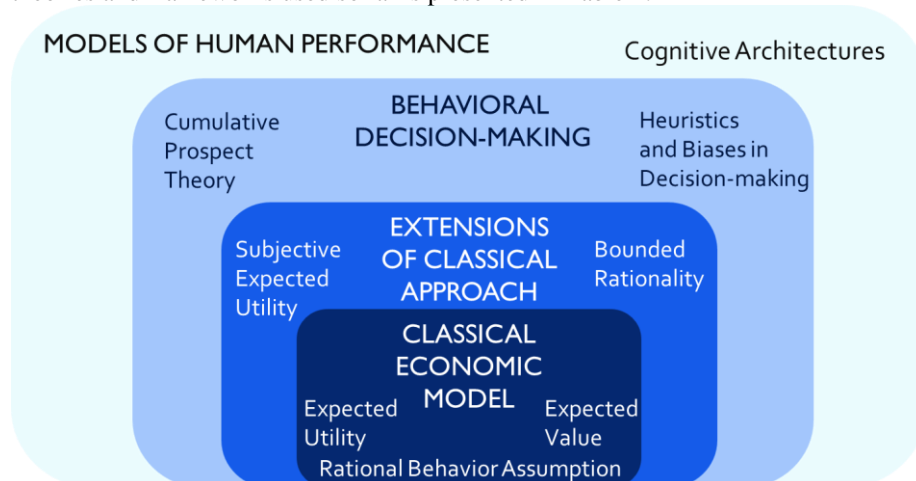 MODELS OF HUMAN PERFORMANCE
Cognitive Architectures
BEHAVIORAL
DECISION-MAKING
Cumulative
Prospect
Theory
Heuristics
and Biases in
Decision-making
EXTENSIONS
OF CLASSICAL
APPROACH
Subjective
Expected
Utility
Bounded
Rationality
CLASSICAL
ECONOMIC
MODEL
Expected
Utility
Expected
Value
Rational Behavior Assumption